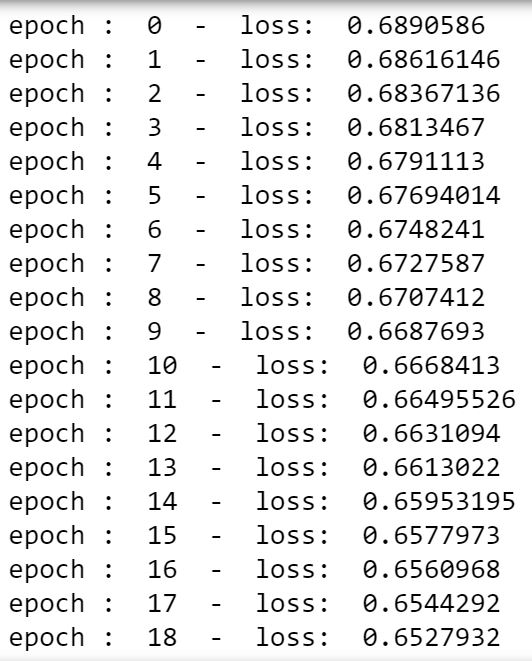 epoch :  0  -  loss:  0.6890586
epoch :  1  -  loss:  0.68616146
epoch :  2  -  loss:  0.68367136
epoch :  3  -  loss:  0.6813467
epoch :  4  -  loss:  0.6791113
epoch :  5  -  loss:  0.67694014
epoch :  6  -  loss:  0.6748241
epoch :  7  -  loss:  0.6727587
epoch :  8  -  loss:  0.6707412
epoch :  9  -  loss:  0.6687693
epoch :  10  -  loss:  0.6668413
epoch :  11  -  loss:  0.66495526
epoch :  12  -  loss:  0.6631094
epoch :  13  -  loss:  0.6613022
epoch :  14  -  loss:  0.65953195
epoch :  15  -  loss:  0.6577973
epoch :  16  -  loss:  0.6560968
epoch :  17  -  loss:  0.6544292
epoch :  18  -  loss:  0.6527932